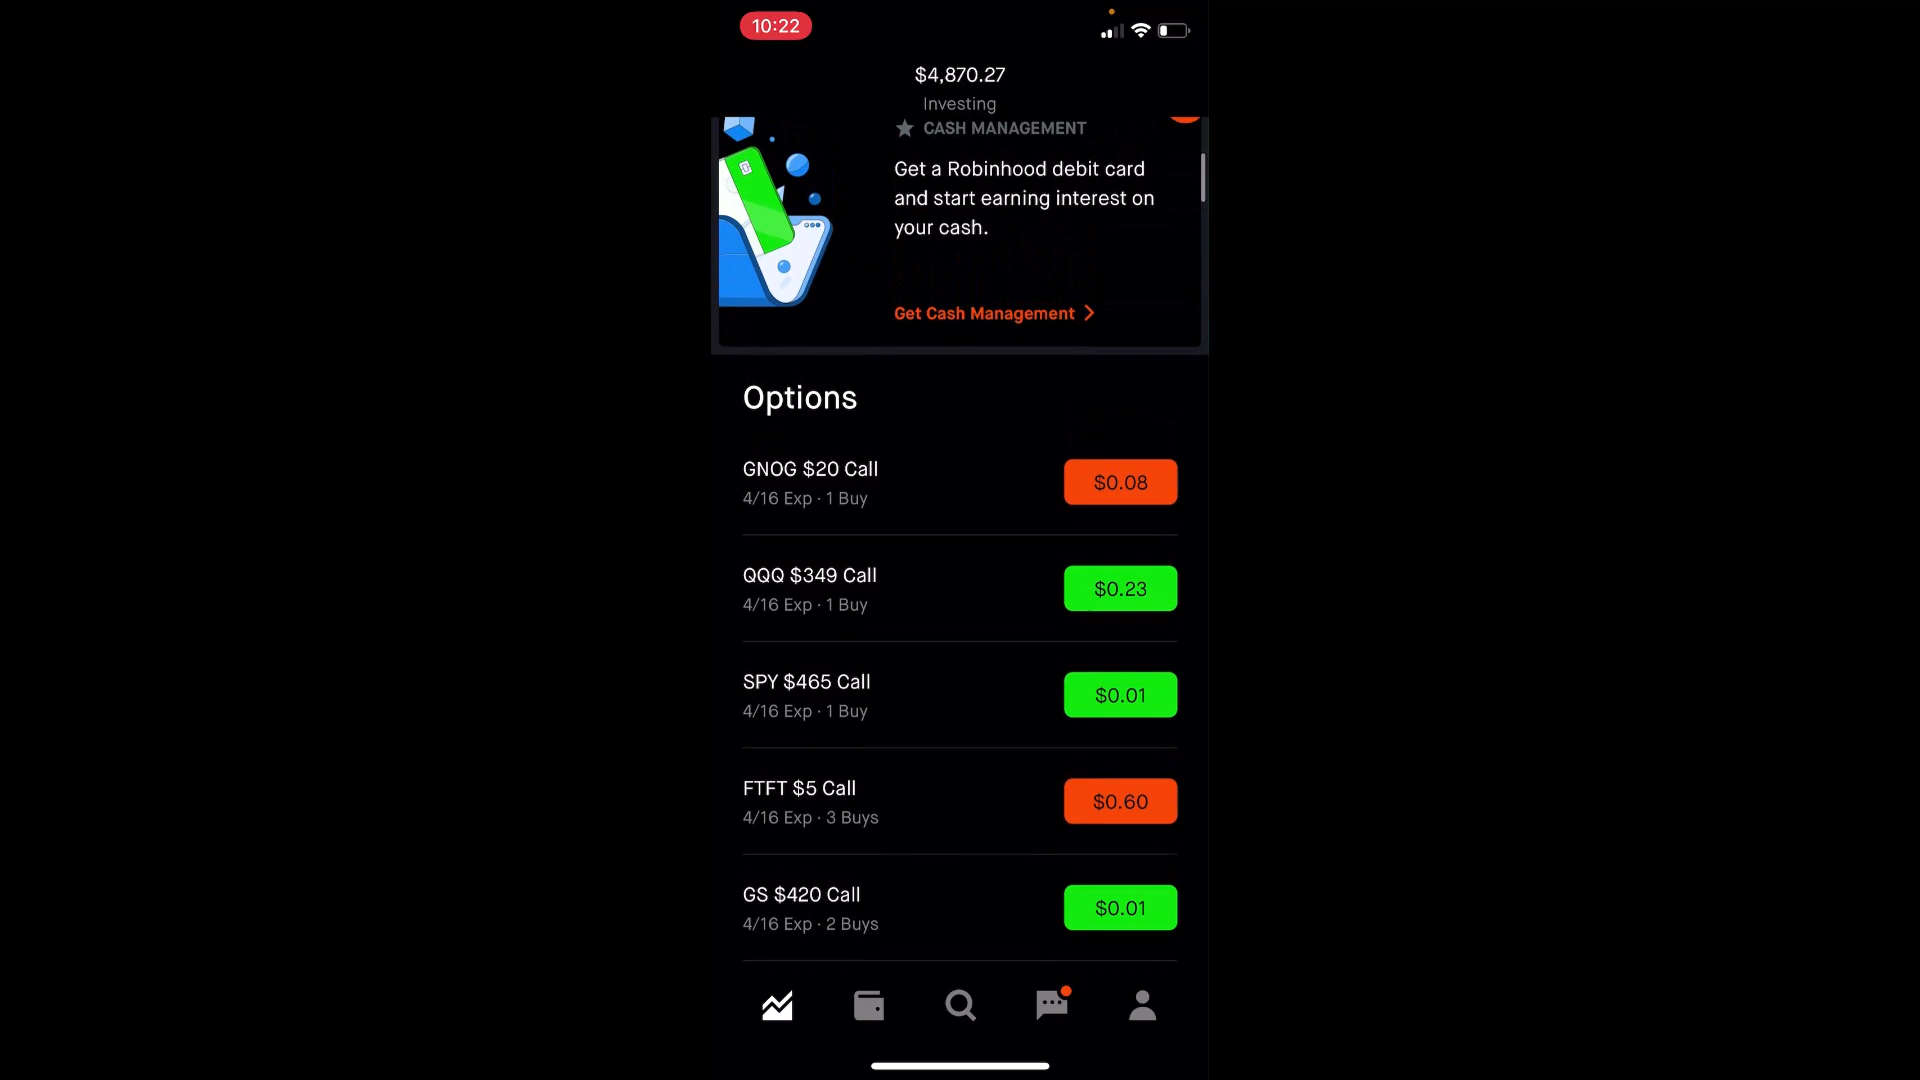 10:22
$4,870.27
Investing
CASH MANAGEMENT
Get a Robinhood debit card
and start earning interest on
your cash.
Get Cash Management
Options
GNOG $20 Call
$0.08
4/16 Exp · 1 Buy
QQQ $349 Call
$0.23
4/16 Exp · 1 Buy
SPY $465 Call
$0.01
4/16 Exp · 1 Buy
FTFT $5 Call
$0.60
4/16 Exp · 3 Buys
GS $420 Call
$0.01
4/16 Exp · 2 Buys